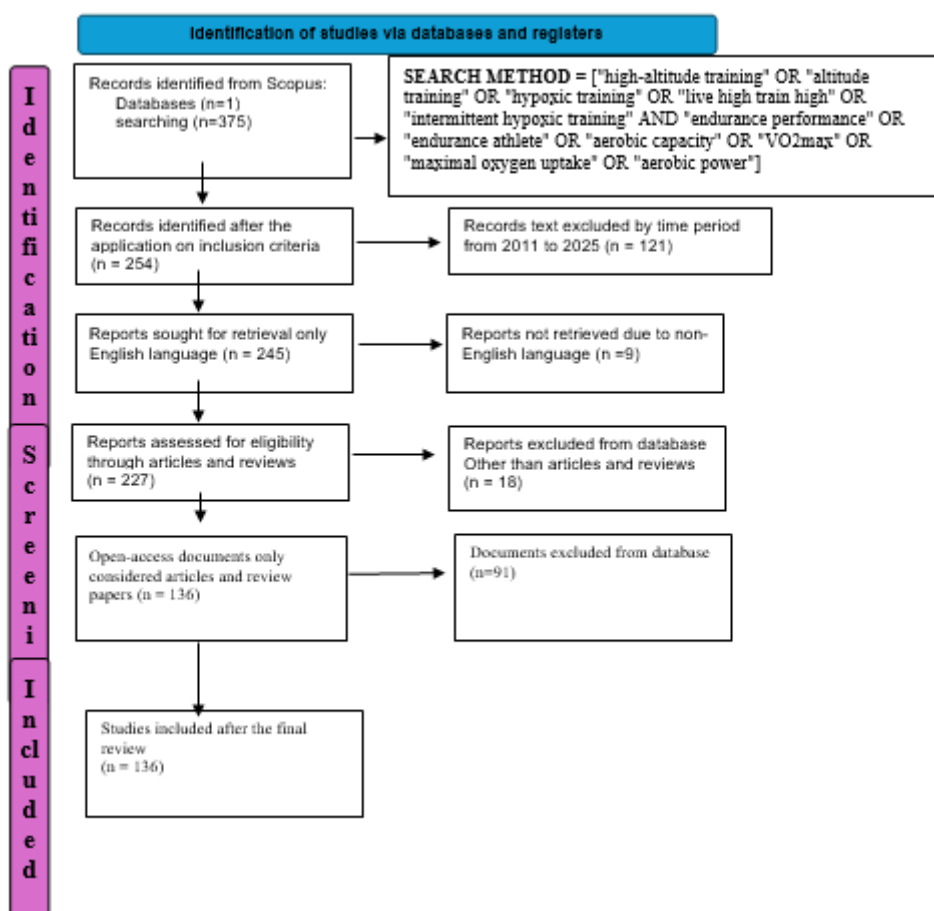 Identification of studies via databases and registers
Identification
Records identified from Scopus:
Databases (n=1)
searching (n=375)
SEARCH METHOD = ["high-altitude training" OR "altitude
training" OR "hypoxic training" OR "live high train high" OR
"intermittent hypoxic training" AND "endurance performance" OR
"endurance athlete" OR "aerobic capacity" OR "VO2max" OR
"maximal oxygen uptake" OR "aerobic power"]
Records identified after the
application on inclusion criteria
(n = 254)
Records text excluded by time period
from 2011 to 2025 (n = 121)
Reports sought for retrieval only
English language (n = 245)
Reports not retrieved due to non-
English language (n =9)
Screeni
Reports assessed for eligibility
through articles and reviews
(n = 227)
Reports excluded from database
Other than articles and reviews
(n = 18)
Open-access documents only
considered articles and review
papers (n = 136)
Documents excluded from database
(n=91)
Included
Studies included after the final
review
(n = 136)